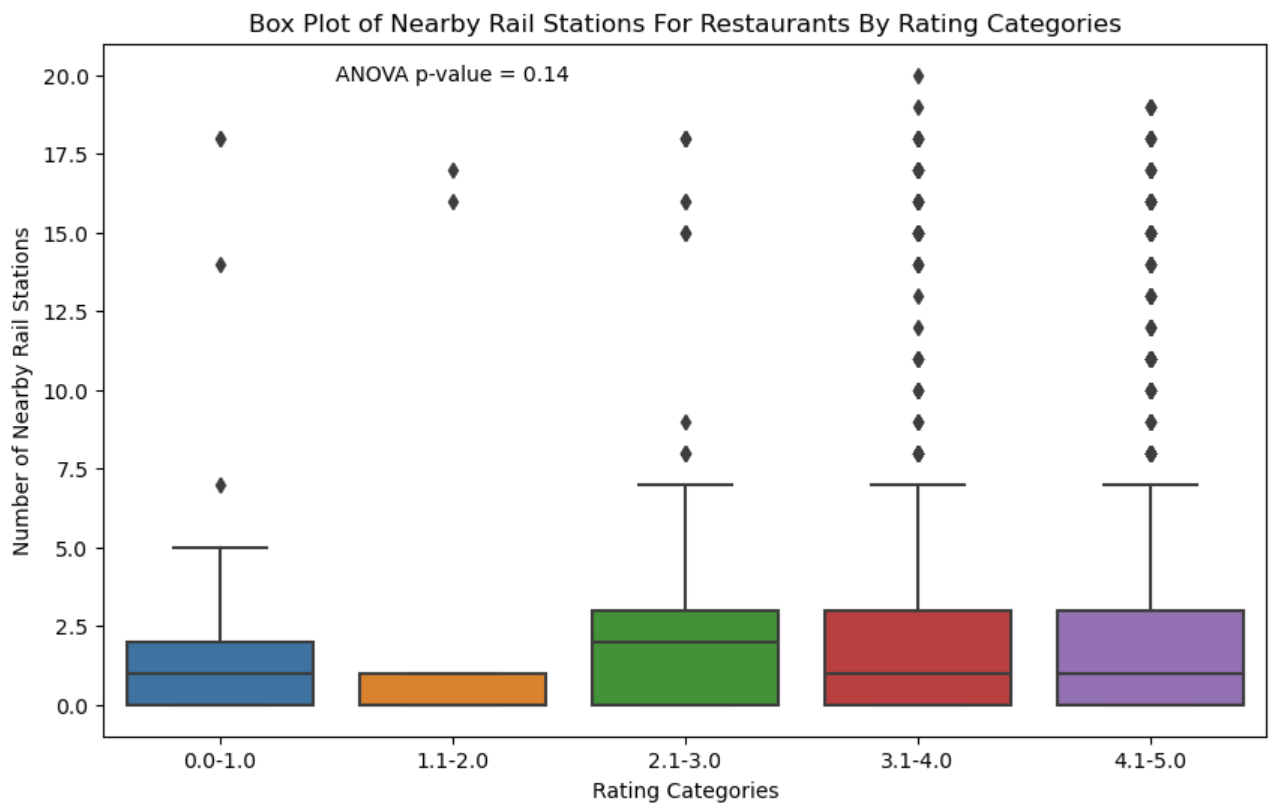 Box Plot of Nearby Rail Stations For Restaurants By Rating Categories
ANOVA p-value = 0.14
20.0
17.5
15.0
12.5
10.0
7.5
5.0
2.5
0.0
Number of Nearby Rail Stations
0.0-1.0 1.1-2.0 2.1-3.0 3.1-4.0 4.1-5.0
Rating Categories